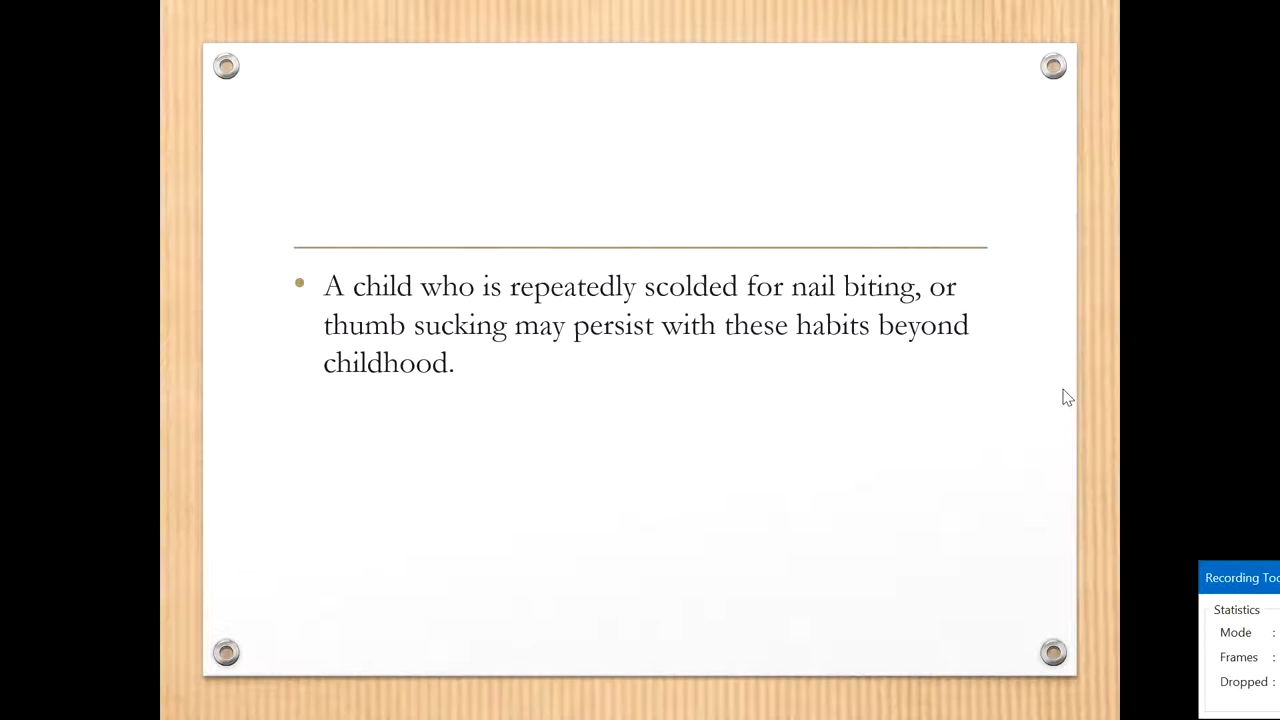 A child who is repeatedly scolded for nail biting, or
thumb sucking may persist with these habits beyond
childhood.
Recording
Statistics
Mode :
Frames :
Dropped :